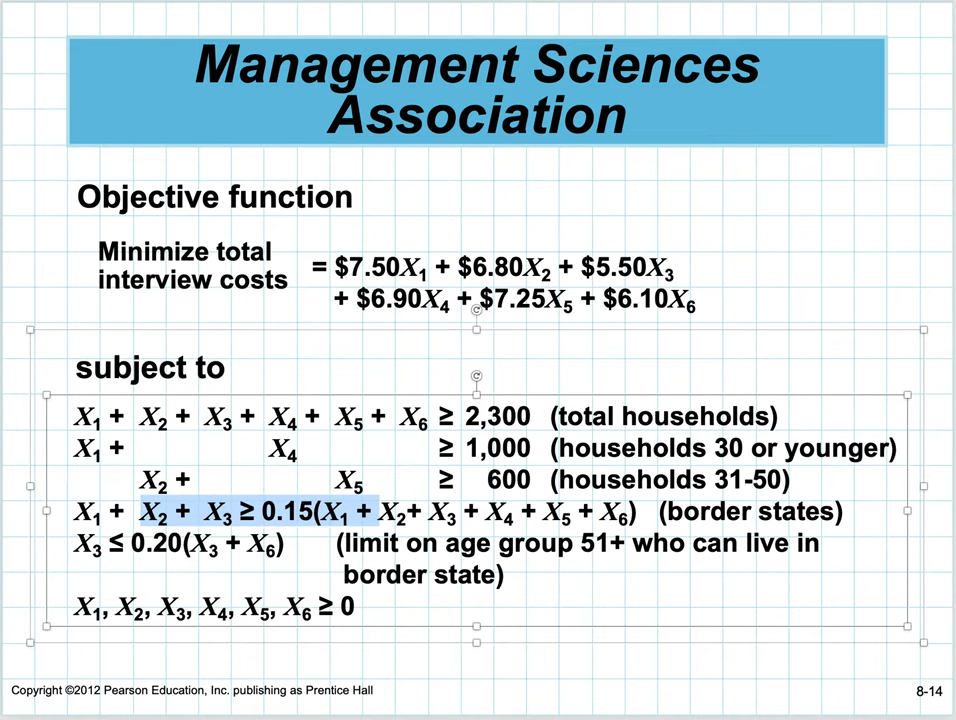 Management Sciences
Association
Objective function
Minimize total
interview costs
= $7.50X₁ + $6.80X₂ + $5.50X₃
+ $6.90X₄ + $7.25X₅ + $6.10X₆
subject to
X₁ + X₂ + X₃ + X₄ + X₅ + X₆ ≥ 2,300 (total households)
X₁ + X₄ ≥ 1,000 (households 30 or younger)
X₂ + X₅ ≥ 600 (households 31-50)
X₁ + X₂ + X₃ ≥ 0.15(X₁ + X₂+ X₃ + X₄ + X₅ + X₆) (border states)
X₃ ≤ 0.20(X₃ + X₆) (limit on age group 51+ who can live in
border state)
X₁, X₂, X₃, X₄, X₅, X₆ ≥ 0
Copyright ©2012 Pearson Education, Inc. publishing as Prentice Hall
8-14